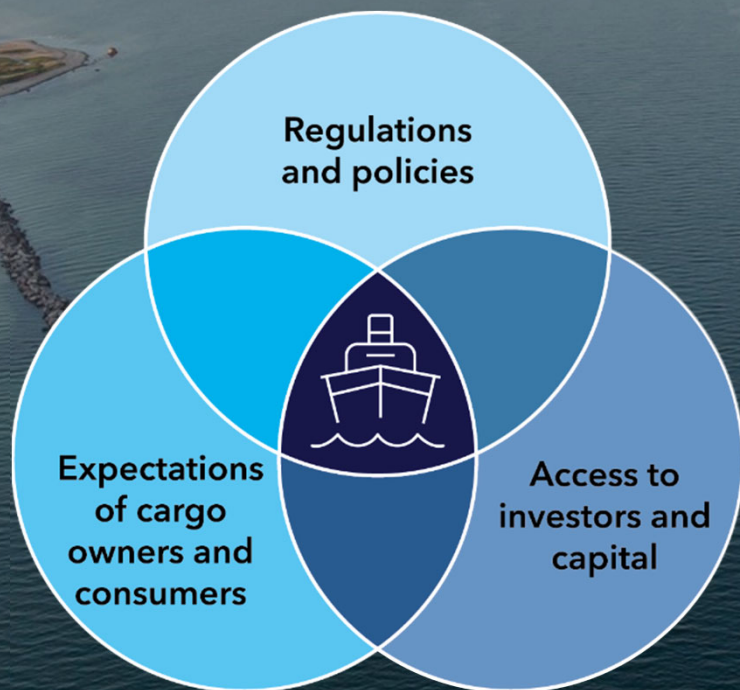 Regulations
and policies
Expectations
of cargo
owners and
consumers
Access to
investors and
capital